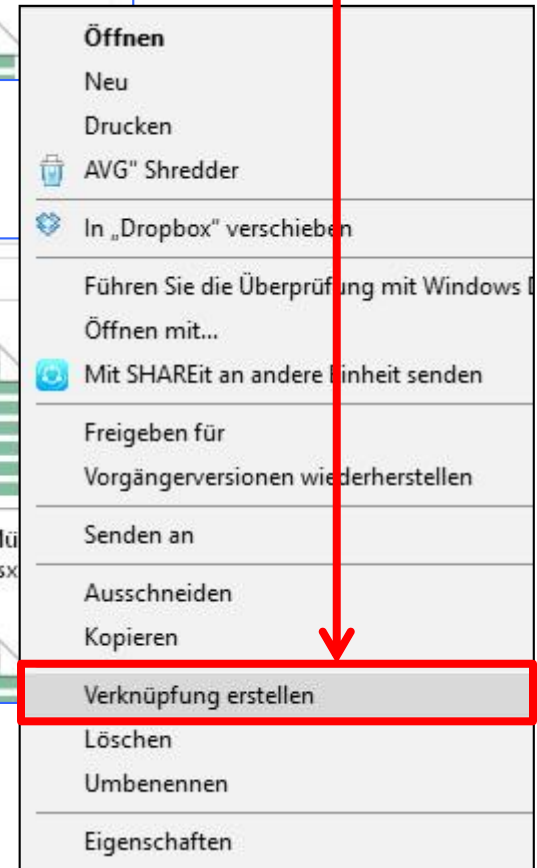 Öffnen
Neu
Drucken
AVG" Shredder
In „Dropbox" verschieben
Führen Sie die Überprüfung mit Windows
Öffnen mit...
Mit SHAREit an andere Einheit senden
Freigeben für
Vorgängerversionen wiederherstellen
Senden an
Ausschneiden
Kopieren
Verknüpfung erstellen
Löschen
Umbenennen
Eigenschaften